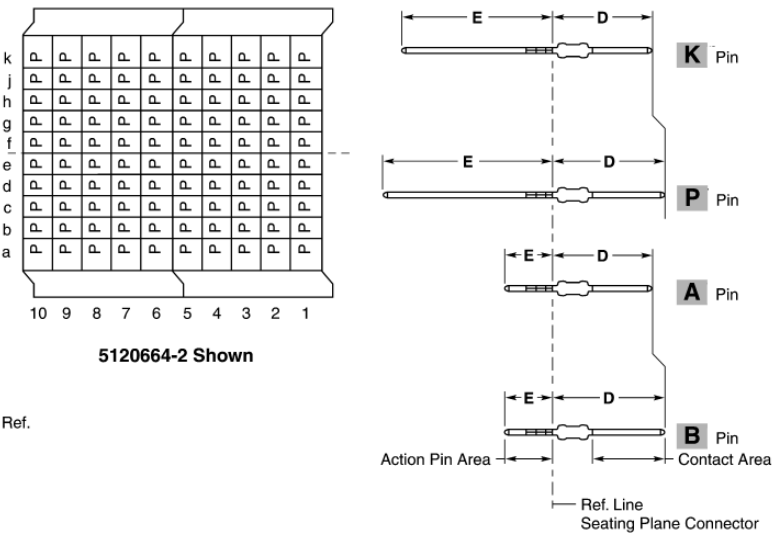 k P P P P P P P P P P
j P P P P P P P P P P
h P P P P P P P P P P
g P P P P P P P P P P
f P P P P P P P P P P
e P P P P P P P P P P
d P P P P P P P P P P
c P P P P P P P P P P
b P P P P P P P P P P
a P P P P P P P P P P
10 9 8 7 6 5 4 3 2 1
5120664-2 Shown
Ref.
E D
K Pin
E D
P Pin
E D
A Pin
E D
B Pin
Action Pin Area
Contact Area
Ref. Line
Seating Plane Connector